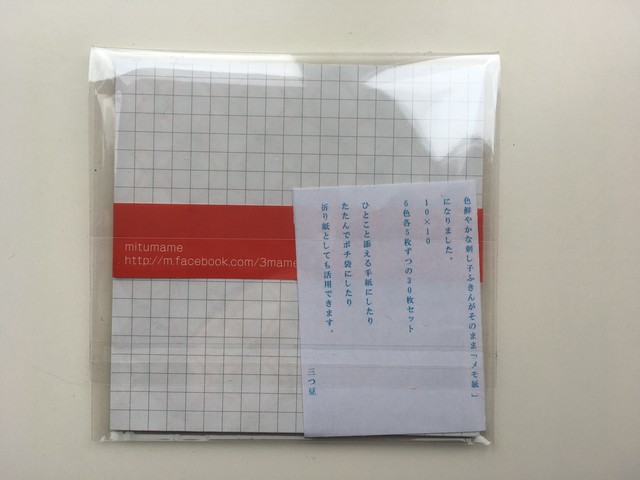 色鮮やかな刺し子ふきんがそのまま「メモ紙」
になりました。
10×10
6色各5枚ずつの30枚セット
ひとこと添える手紙にしたり
たたんでポチ袋にしたり
折り紙としても活用できます。
三つ豆
mitumame
http://m.facebook.com/3mame